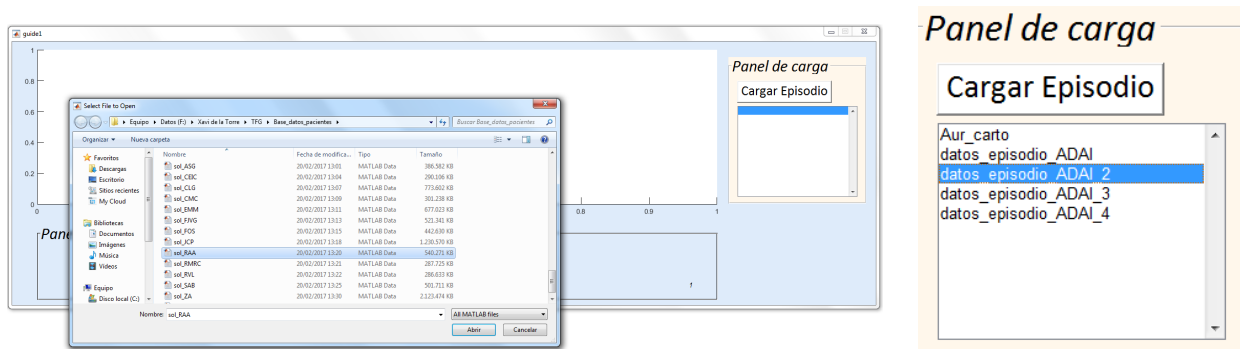 guide1
1
0.8
0.6
0.4
0.2
0
0
0.8
0.9
1
Panel de carga
Cargar Episodio
Pane
1
Select File to Open
Equipo ▸ Datos (F:) ▸ Xavi de la Torre ▸ TFG ▸ Base_datos_pacientes ▸
Buscar Base_datos_pacientes
Organizar Nueva carpeta
Favoritos
Descargas
Escritorio
Sitios recientes
My Cloud
Bibliotecas
Documentos
Imágenes
Música
Vídeos
Equipo
Disco local (C:)
Nombre Fecha de modifica... Tipo Tamaño
sol_ASG 20/02/2017 13:01 MATLAB Data 386.582 KB
sol_CEIC 20/02/2017 13:04 MATLAB Data 290.106 KB
sol_CLG 20/02/2017 13:07 MATLAB Data 773.602 KB
sol_CMC 20/02/2017 13:09 MATLAB Data 301.238 KB
sol_EMM 20/02/2017 13:11 MATLAB Data 677.023 KB
sol_FJVG 20/02/2017 13:13 MATLAB Data 521.341 KB
sol_FOS 20/02/2017 13:15 MATLAB Data 442.630 KB
sol_JCP 20/02/2017 13:18 MATLAB Data 1.230.570 KB
sol_RAA 20/02/2017 13:20 MATLAB Data 540.271 KB
sol_RMRC 20/02/2017 13:21 MATLAB Data 287.725 KB
sol_RVL 20/02/2017 13:22 MATLAB Data 286.633 KB
sol_SAB 20/02/2017 13:25 MATLAB Data 501.711 KB
sol_ZA 20/02/2017 13:30 MATLAB Data 2.123.474 KB
Nombre: sol_RAA
All MATLAB files
Abrir Cancelar
Panel de carga
Cargar Episodio
Aur_carto
datos_episodio_ADAI
datos_episodio_ADAI_2
datos_episodio_ADAI_3
datos_episodio_ADAI_4